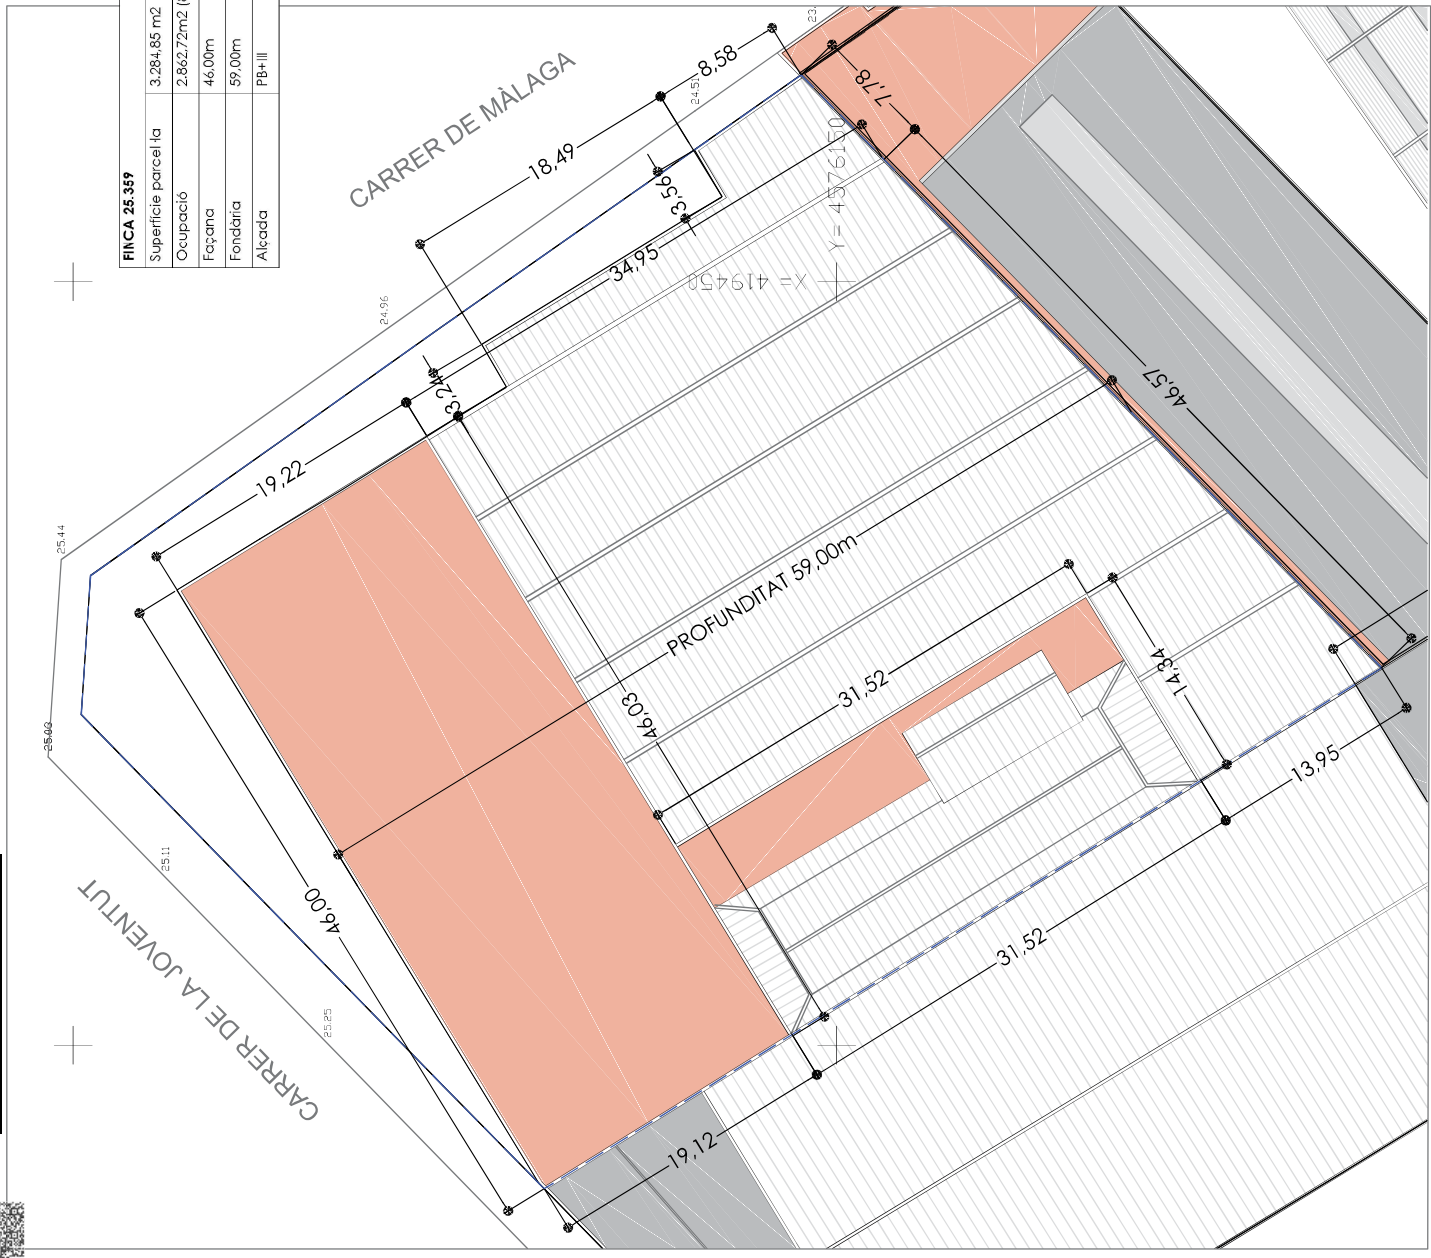 FINCA 25.359
Superfície parcel·la 3.284,85 m2
Ocupació 2.862,72m2
Façana 46,00m
Fondària 59,00m
Alçada PB+III
CARRER DE MÀLAGA
CARRER DE LA JOVENTUT
8,58
18,49
7,78
3,56
34,95
3,24
19,22
46,57
PROFUNDITAT 59,00m
46,03
31,52
14,34
13,95
31,52
46,00
19,12
X= 419450
Y= 4576150
23.
24.51
24.96
25.44
25.11
25.25